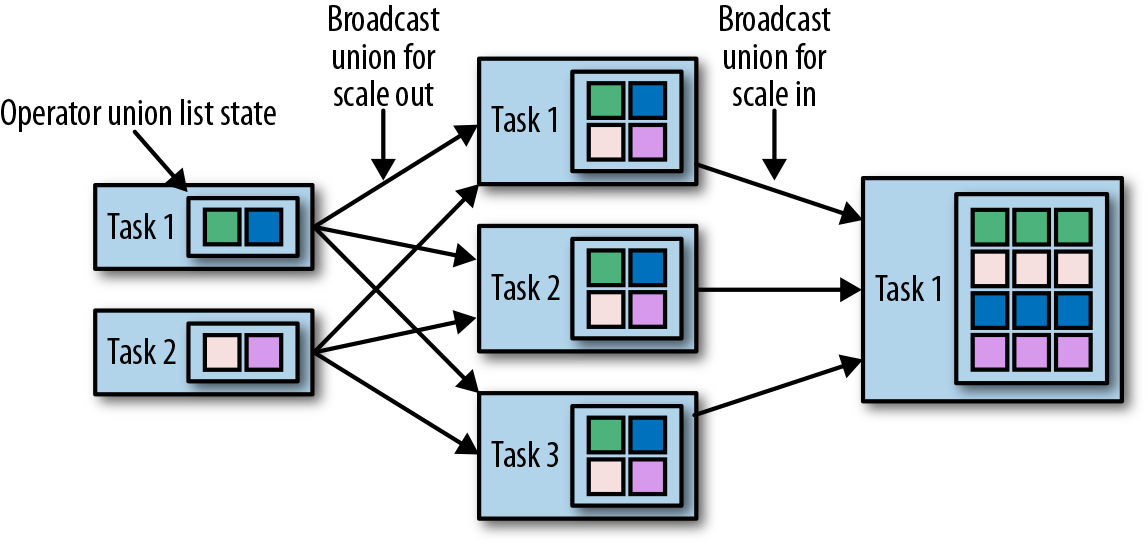 Operator union list state
Task 1
Task 2
Broadcast
union for
scale out
Task 1
Task 2
Task 3
Broadcast
union for
scale in
Task 1